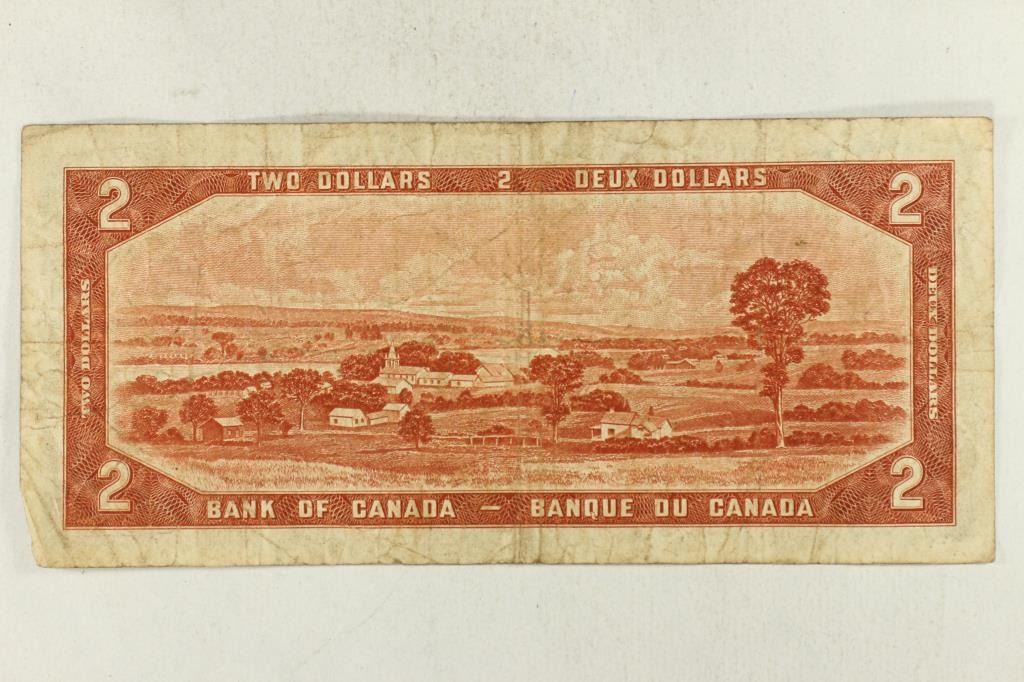 2 TWO DOLLARS 2 DEUX DOLLARS 2
TWO DOLLARS
DEUX DOLLARS
2 BANK OF CANADA — BANQUE DU CANADA 2